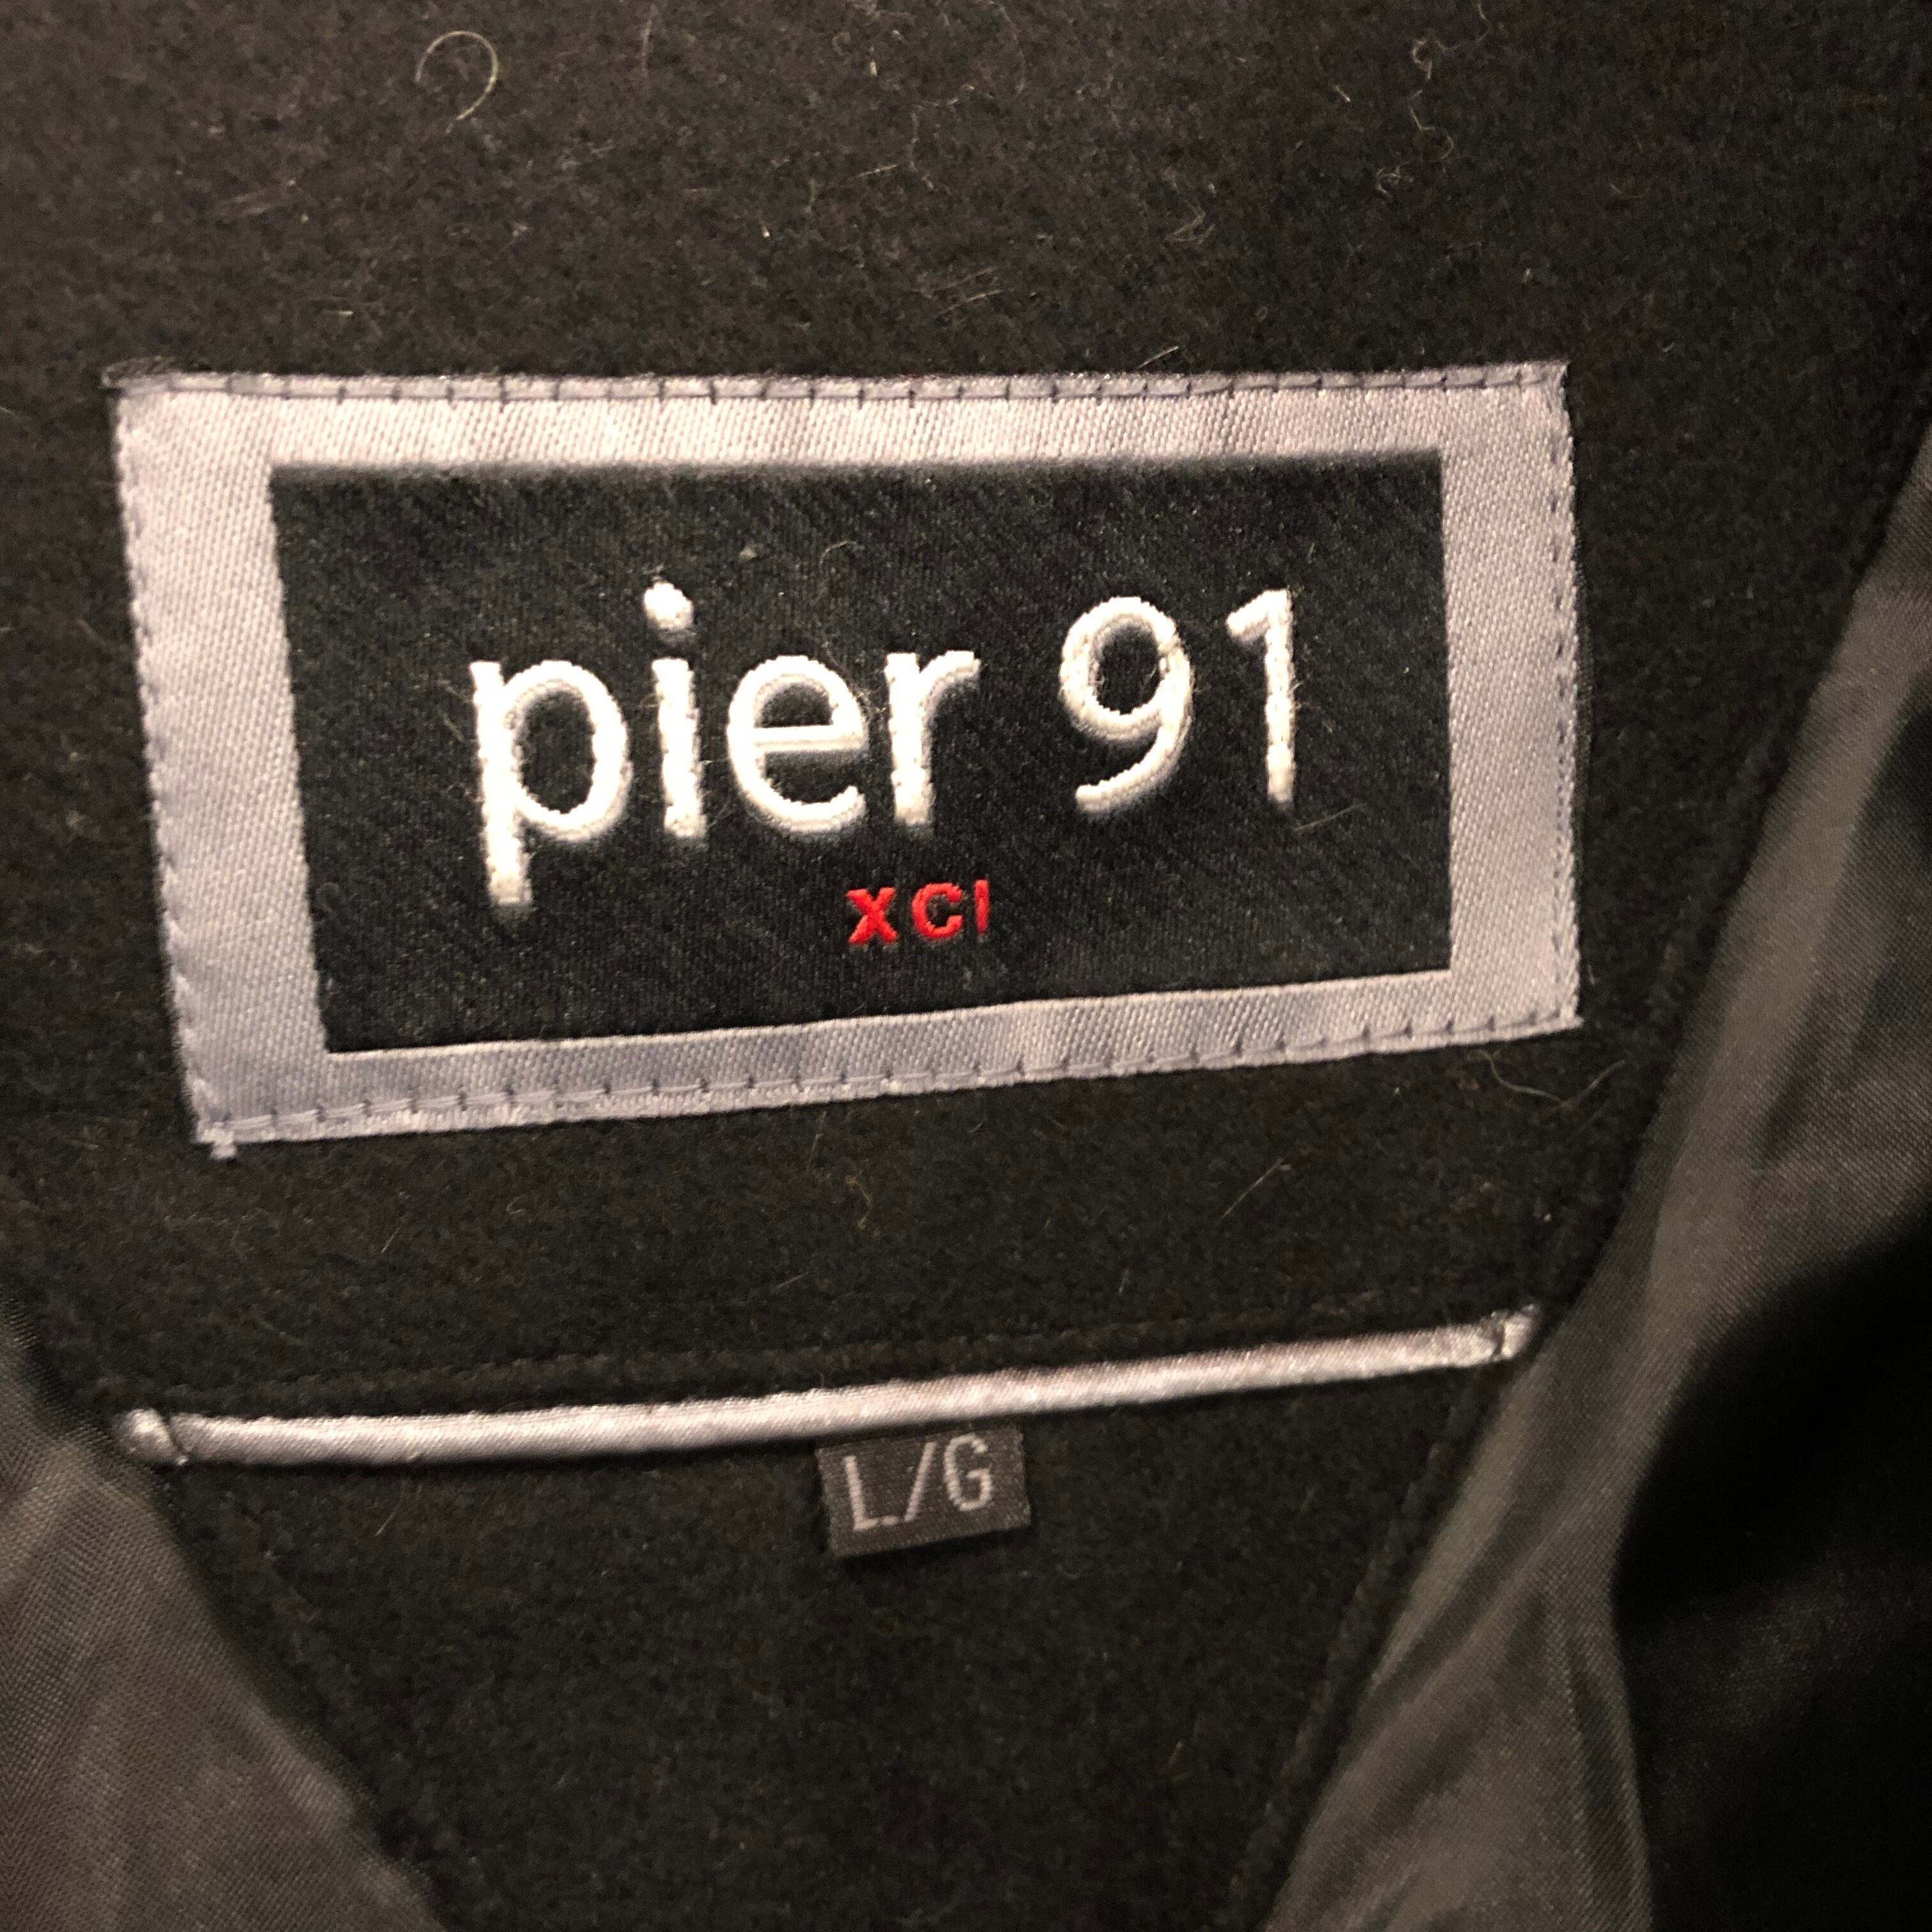 pier 91
XCI
L/G